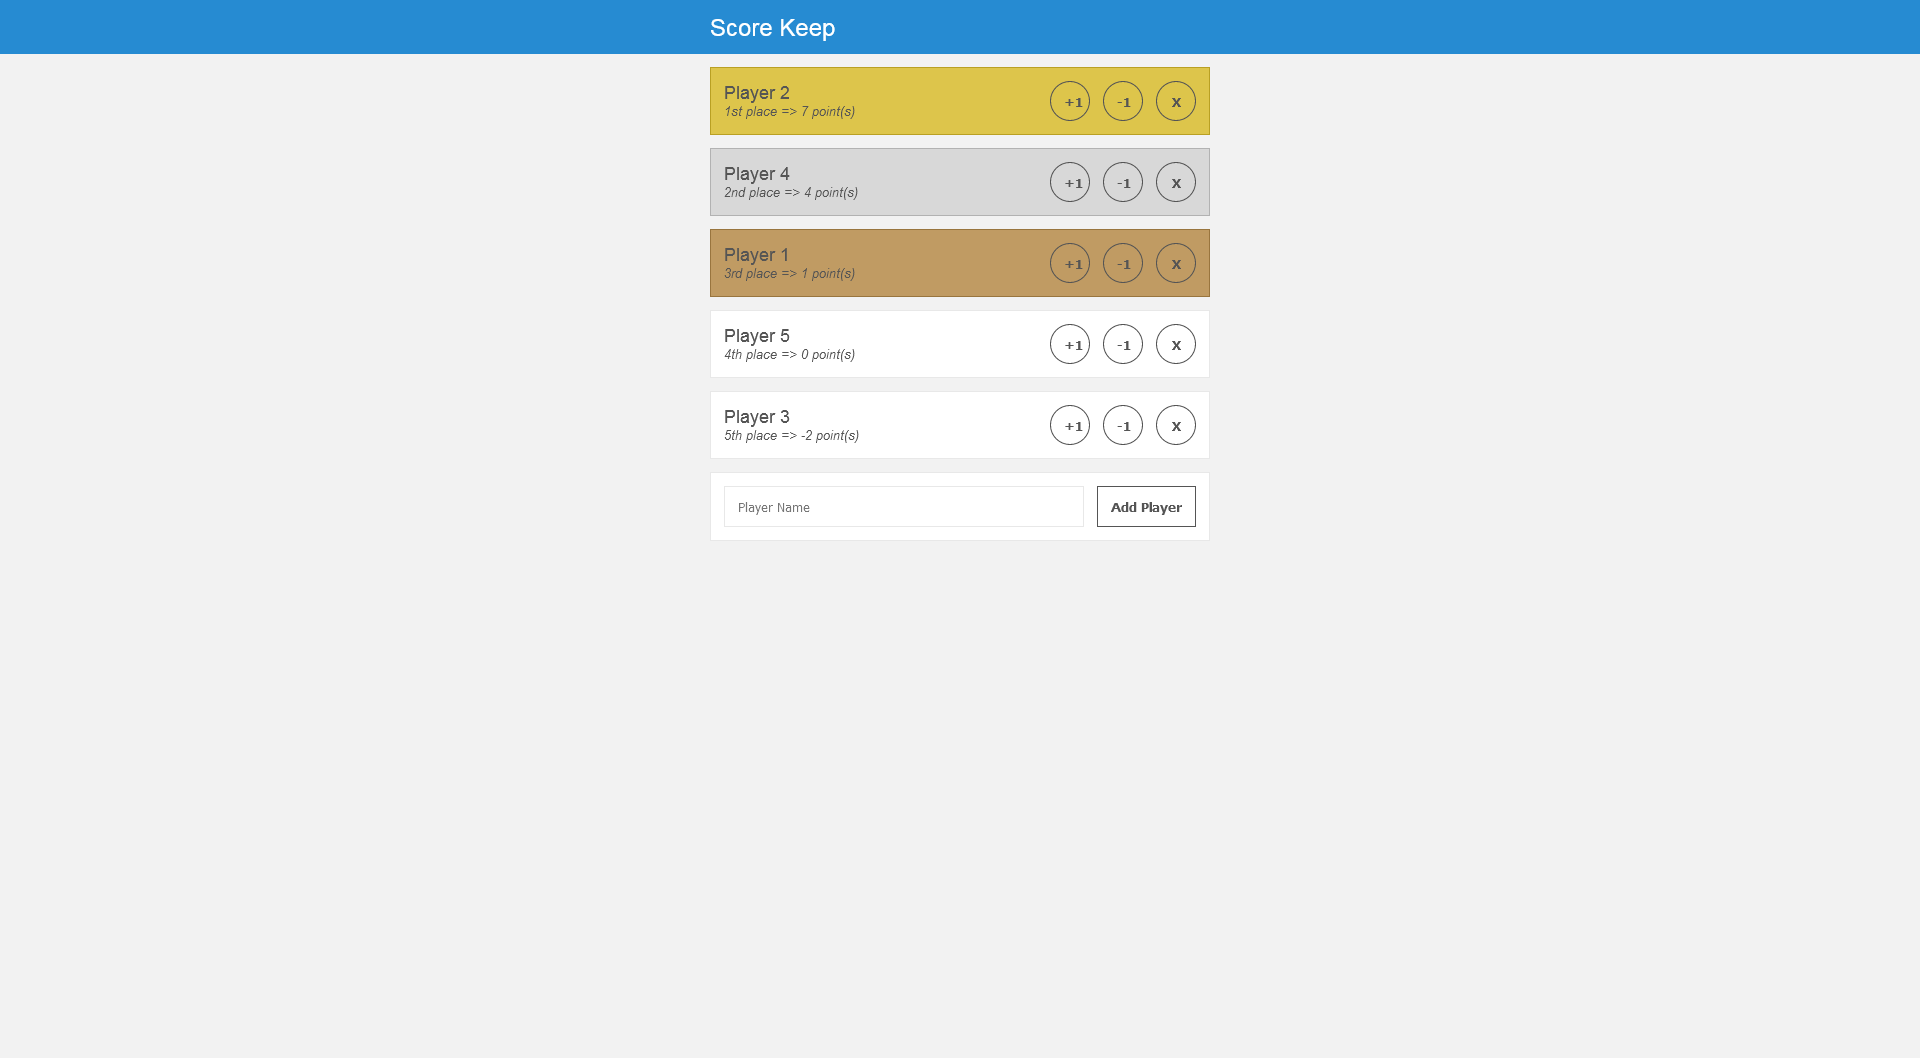 Score Keep
Player 2
1st place => 7 point(s)
+1 -1 X
Player 4
2nd place => 4 point(s)
+1 -1 X
Player 1
3rd place => 1 point(s)
+1 -1 X
Player 5
4th place => 0 point(s)
+1 -1 X
Player 3
5th place => -2 point(s)
+1 -1 X
Player Name
Add Player